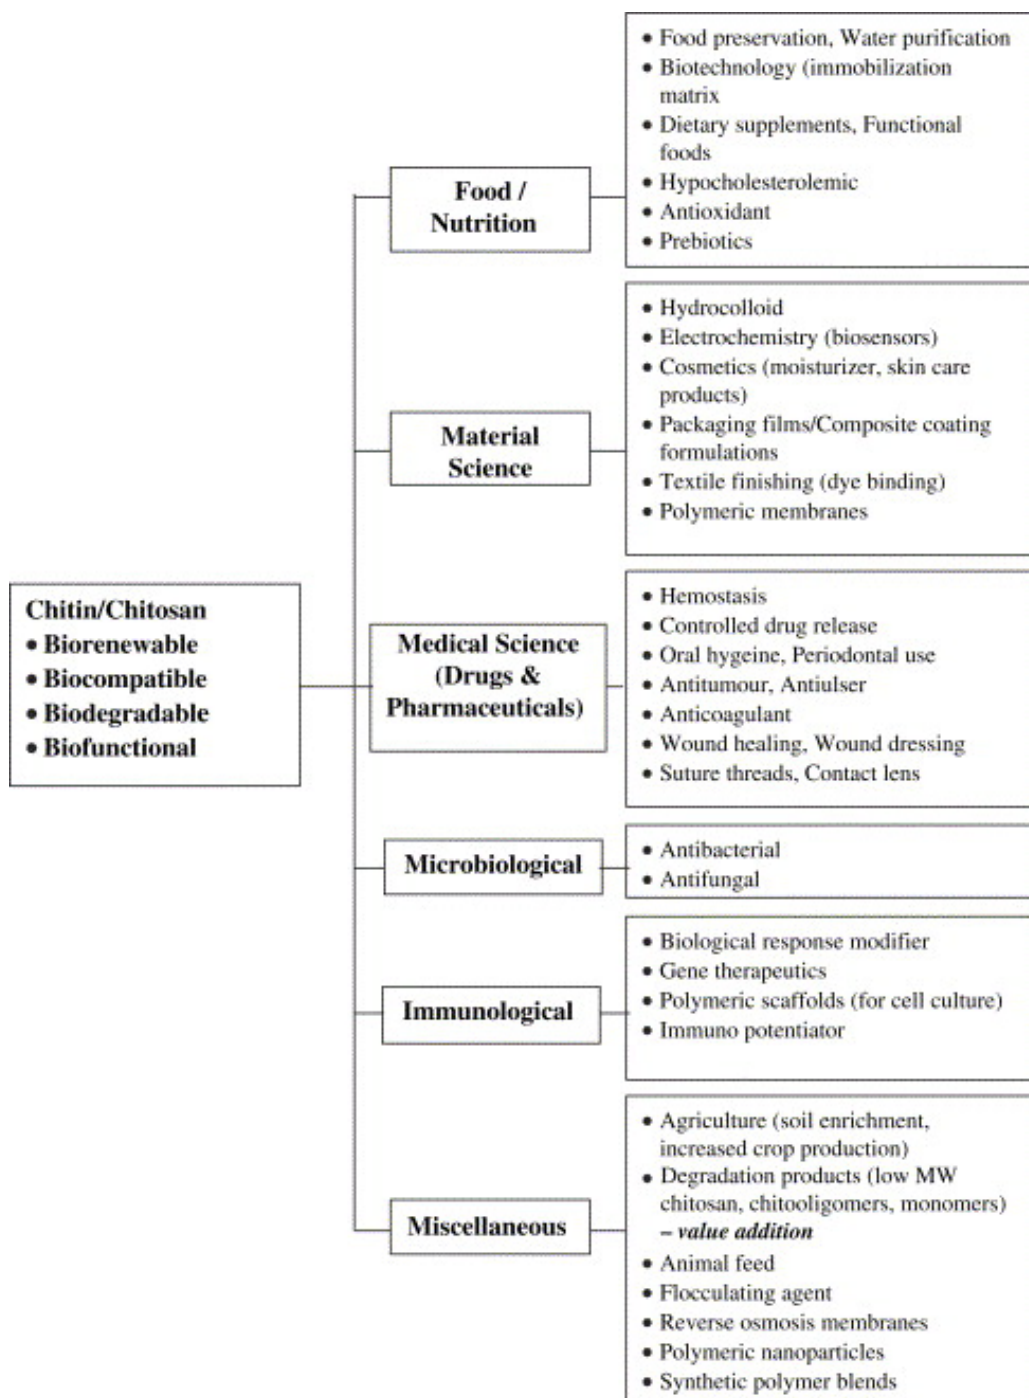 Chitin/Chitosan
• Biorenewable
• Biocompatible
• Biodegradable
• Biofunctional
Food /
Nutrition
• Food preservation, Water purification
• Biotechnology (immobilization
matrix
• Dietary supplements, Functional
foods
• Hypocholesterolemic
• Antioxidant
• Prebiotics
Material
Science
• Hydrocolloid
• Electrochemistry (biosensors)
• Cosmetics (moisturizer, skin care
products)
• Packaging films/Composite coating
formulations
• Textile finishing (dye binding)
• Polymeric membranes
Medical Science
(Drugs &
Pharmaceuticals)
• Hemostasis
• Controlled drug release
• Oral hygeine, Periodontal use
• Antitumour, Antiulser
• Anticoagulant
• Wound healing, Wound dressing
• Suture threads, Contact lens
Microbiological
• Antibacterial
• Antifungal
Immunological
• Biological response modifier
• Gene therapeutics
• Polymeric scaffolds (for cell culture)
• Immuno potentiator
Miscellaneous
• Agriculture (soil enrichment,
increased crop production)
• Degradation products (low MW
chitosan, chitooligomers, monomers)
– value addition
• Animal feed
• Flocculating agent
• Reverse osmosis membranes
• Polymeric nanoparticles
• Synthetic polymer blends